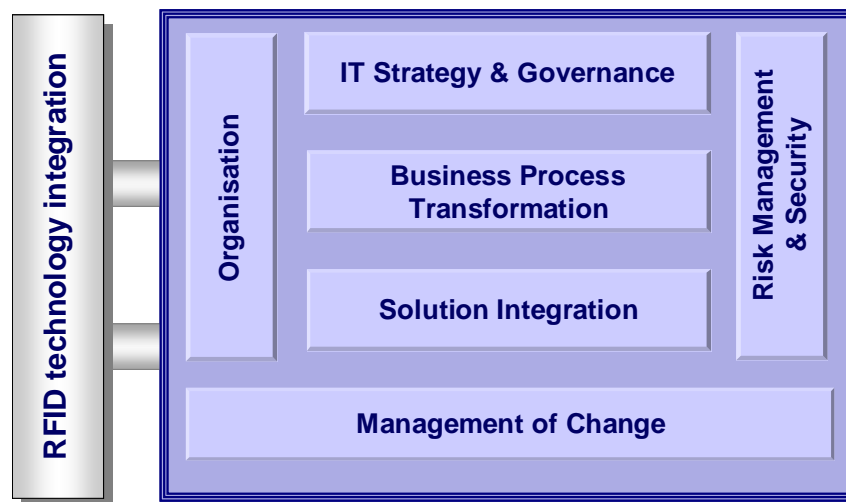 RFID technology integration
Organisation
IT Strategy & Governance
Business Process
Transformation
Solution Integration
Risk Management
& Security
Management of Change